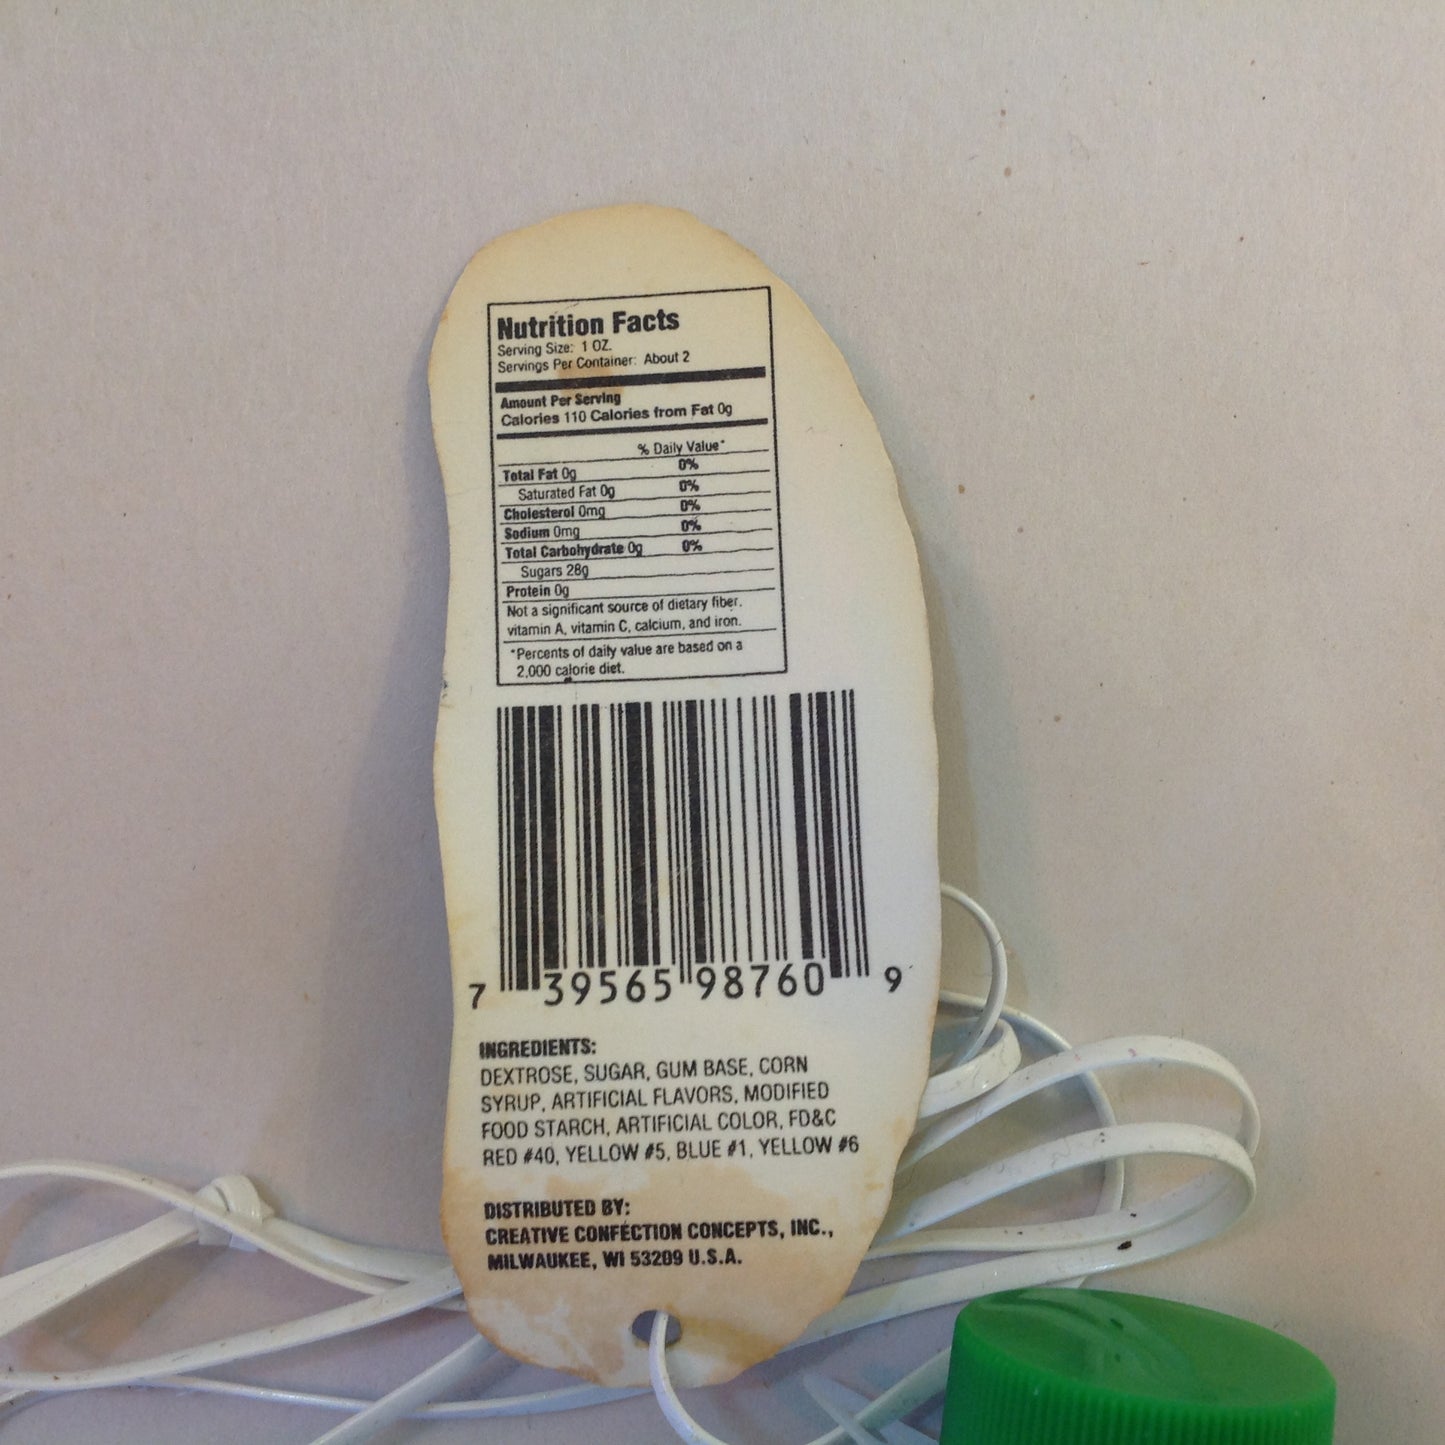 Nutrition Facts
Serving Size: 1 OZ.
Servings Per Container: About 2
Amount Per Serving
Calories 110 Calories from Fat 0g
% Daily Value*
Total Fat 0g 0%
Saturated Fat 0g 0%
Cholesterol 0mg 0%
Sodium 0mg 0%
Total Carbohydrate 0g 0%
Sugars 28g
Protein 0g
Not a significant source of dietary fiber.
vitamin A, vitamin C, calcium, and iron.
*Percents of daily value are based on a
2,000 calorie diet.
7 39565 98760 9
INGREDIENTS:
DEXTROSE, SUGAR, GUM BASE, CORN
SYRUP, ARTIFICIAL FLAVORS, MODIFIED
FOOD STARCH, ARTIFICIAL COLOR, FD&C
RED #40, YELLOW #5, BLUE #1, YELLOW #6
DISTRIBUTED BY:
CREATIVE CONFECTION CONCEPTS, INC.,
MILWAUKEE, WI 53209 U.S.A.